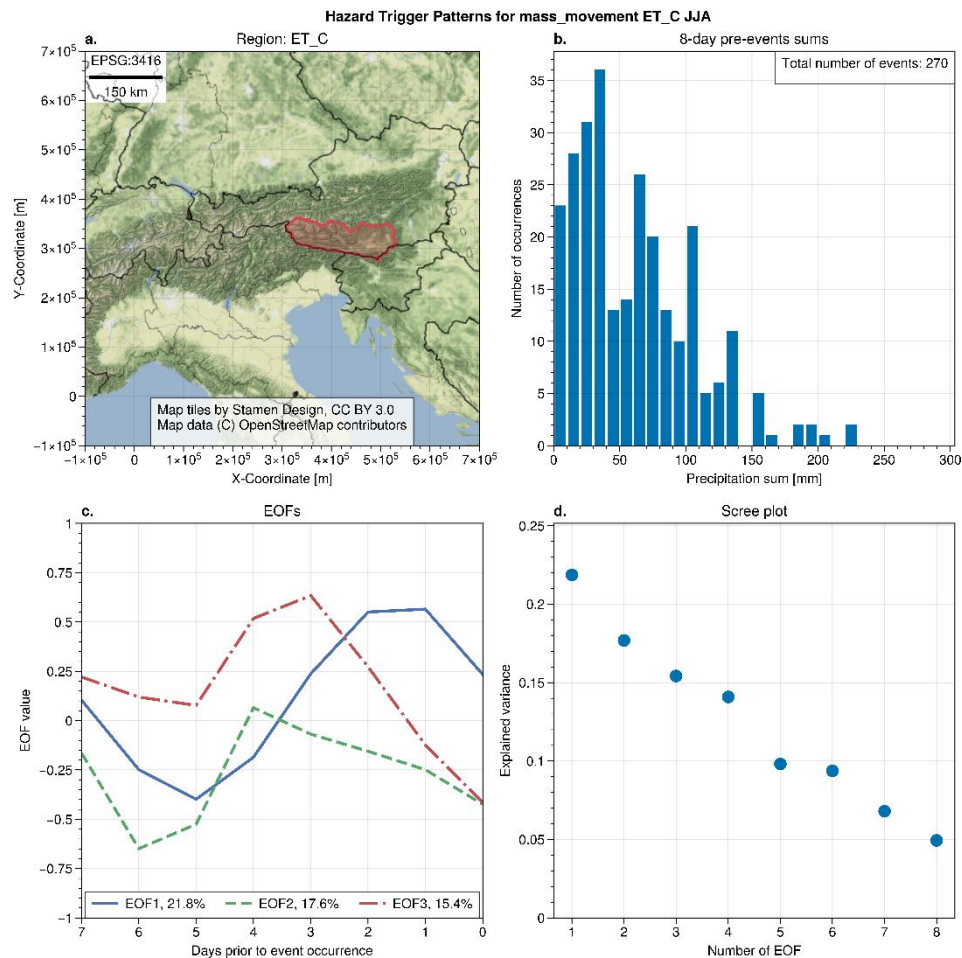 Hazard Trigger Patterns for mass_movement ET_C JJA
a.
Region: ET_C
7×10⁵
6×10⁵
5×10⁵
4×10⁵
3×10⁵
2×10⁵
1×10⁵
0
−1×10⁵
Y-Coordinate [m]
EPSG:3416
150 km
Map tiles by Stamen Design, CC BY 3.0
Map data (C) OpenStreetMap contributors
−1×10⁵ 0 1×10⁵ 2×10⁵ 3×10⁵ 4×10⁵ 5×10⁵ 6×10⁵ 7×10⁵
X-Coordinate [m]
b.
8-day pre-events sums
Total number of events: 270
35
30
25
20
15
10
5
0
Number of occurrences
0 50 100 150 200 250 300
Precipitation sum [mm]
c.
EOFs
1
0.75
0.5
0.25
0
−0.25
−0.5
−0.75
−1
EOF value
EOF1, 21.8% EOF2, 17.6% EOF3, 15.4%
7 6 5 4 3 2 1 0
Days prior to event occurrence
d.
Scree plot
0.25
0.2
0.15
0.1
0.05
0
Explained variance
1 2 3 4 5 6 7 8
Number of EOF